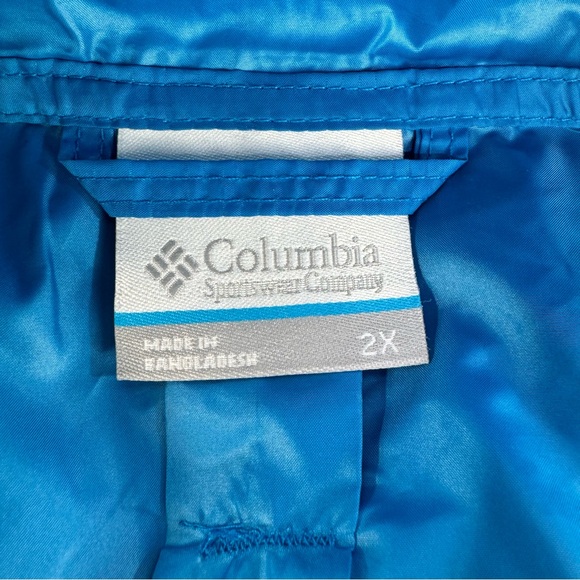 Columbia
Sportswear Company
MADE IN
BANGLADESH
2X